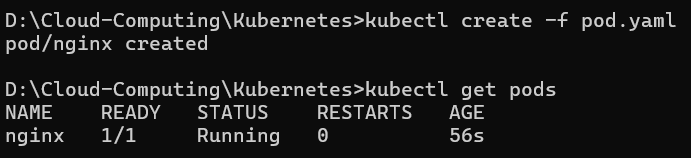 D:\Cloud-Computing\Kubernetes>kubectl create -f pod.yaml
pod/nginx created
D:\Cloud-Computing\Kubernetes>kubectl get pods
NAME    READY   STATUS    RESTARTS   AGE
nginx   1/1     Running   0          56s